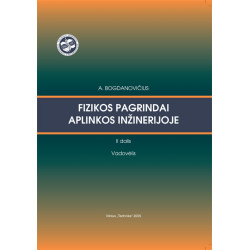 A. BOGDANOVIČIUS
FIZIKOS PAGRINDAI
APLINKOS INŽINERIJOJE
II dalis
Vadovėlis